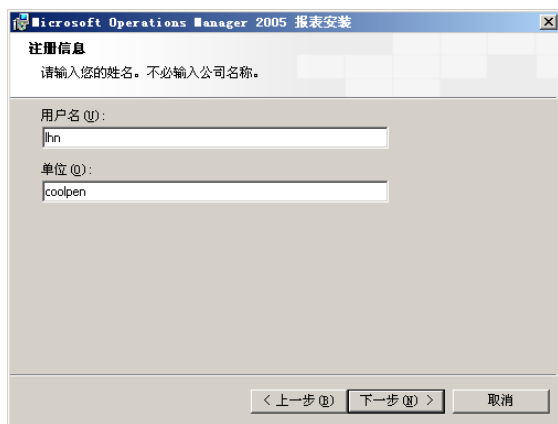 Microsoft Operations Manager 2005 报表安装
注册信息
请输入您的姓名。不必输入公司名称。
用户名(U):
lhn
单位(O):
coolpen
< 上一步(B)
下一步(N) >
取消